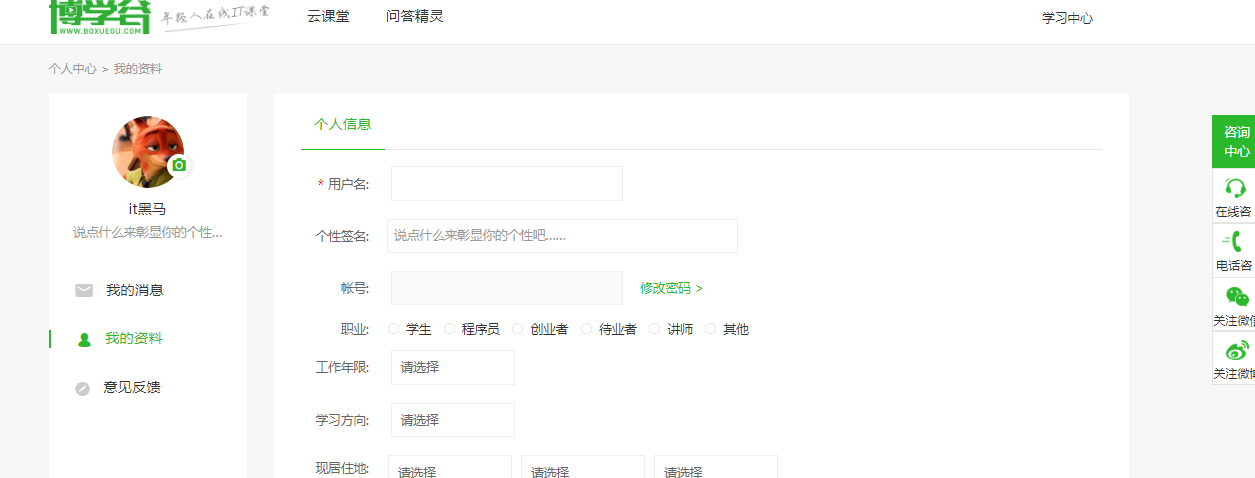 博学谷 年轻人在线IT课堂 云课堂 问答精灵 学习中心
WWW.BOXUEGU.COM
个人中心 > 我的资料
it黑马
说点什么来彰显你的个性...
我的消息
我的资料
意见反馈
个人信息
* 用户名:
个性签名: 说点什么来彰显你的个性吧......
帐号: 修改密码 >
职业: 学生 程序员 创业者 待业者 讲师 其他
工作年限: 请选择
学习方向: 请选择
现居住地: 请选择 请选择 请选择
咨询
中心
在线咨
电话咨
关注微信
关注微博